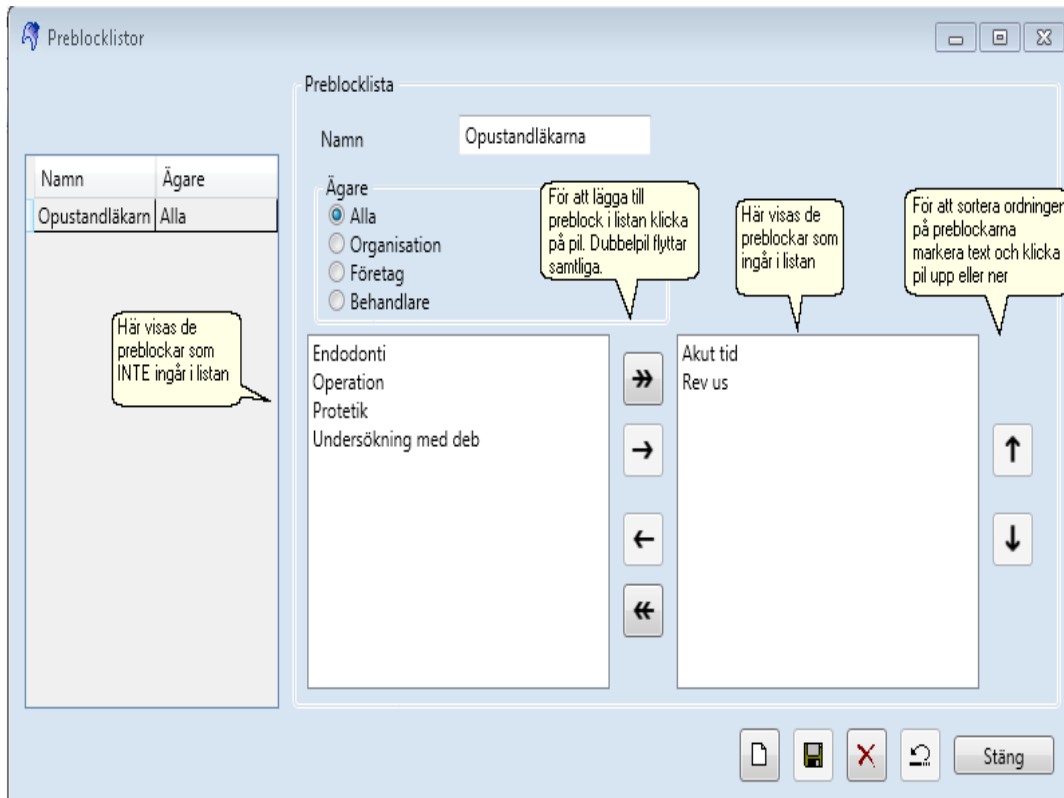 Preblocklistor
Preblocklista
Namn
Opustandläkarna
Namn Ägare
Opustandläkarn Alla
Ägare
Alla
Organisation
Företag
Behandlare
För att lägga till
preblock i listan klicka
på pil. Dubbelpil flyttar
samtliga.
Här visas de
preblockar som
ingår i listan
För att sortera ordningen
på preblockarna
markera text och klicka
pil upp eller ner
Här visas de
preblockar som
INTE ingår i listan
Endodonti
Operation
Protetik
Undersökning med deb
Akut tid
Rev us
Stäng